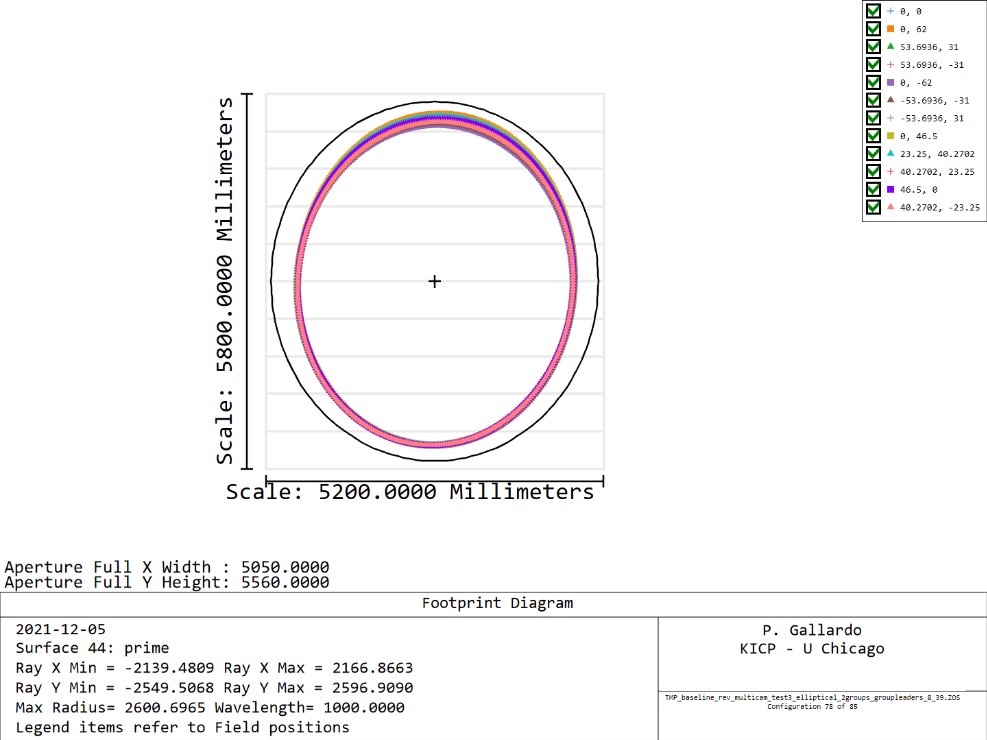 0, 0
0, 62
53.6936, 31
53.6936, -31
0, -62
-53.6936, -31
-53.6936, 31
0, 46.5
23.25, 40.2702
40.2702, 23.25
46.5, 0
40.2702, -23.25
Scale: 5800.0000 Millimeters
Scale: 5200.0000 Millimeters
Aperture Full X Width : 5050.0000
Aperture Full Y Height: 5560.0000
Footprint Diagram
2021-12-05
Surface 44: prime
Ray X Min = -2139.4809 Ray X Max = 2166.8663
Ray Y Min = -2549.5068 Ray Y Max = 2596.9090
Max Radius= 2600.6965 Wavelength= 1000.0000
Legend items refer to Field positions
P. Gallardo
KICP - U Chicago
TMP_baseline_rev_multicam_test3_elliptical_2groups_groupleaders_8_39.ZOS
Configuration 78 of 85